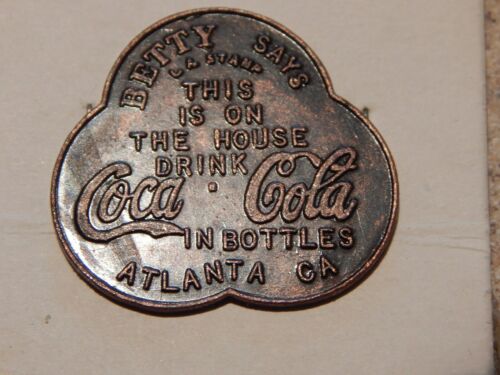 BETTY SAYS
L.A. STAMP
THIS
IS ON
THE HOUSE
DRINK
Coca · Cola
IN BOTTLES
ATLANTA GA